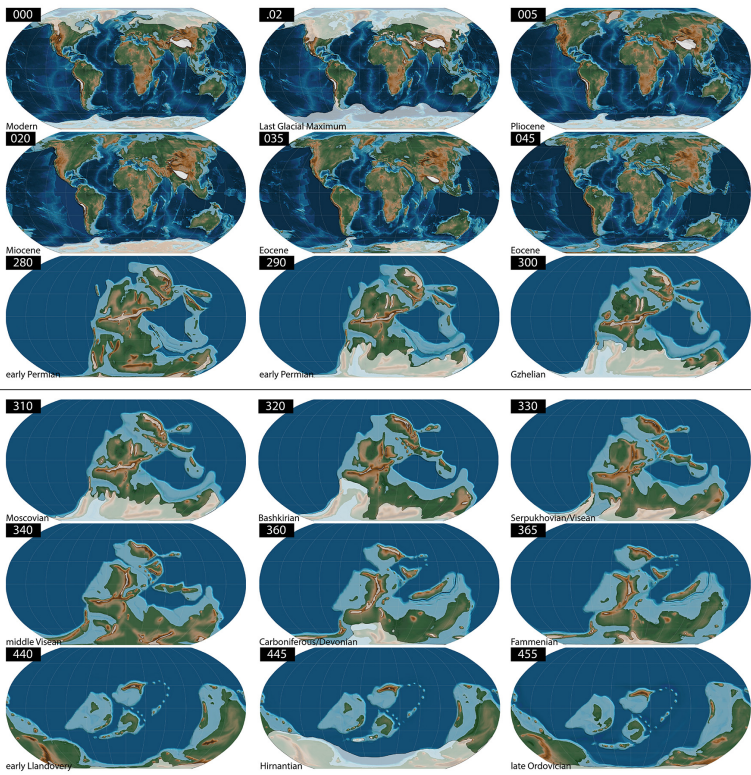 000
.02
005
Modern
Last Glacial Maximum
Pliocene
020
035
045
Miocene
Eocene
Eocene
280
290
300
early Permian
early Permian
Gzhelian
310
320
330
Moscovian
Bashkirian
Serpukhovian/Visean
340
360
365
middle Visean
Carboniferous/Devonian
Fammenian
440
445
455
early Llandovery
Hirnantian
late Ordovician